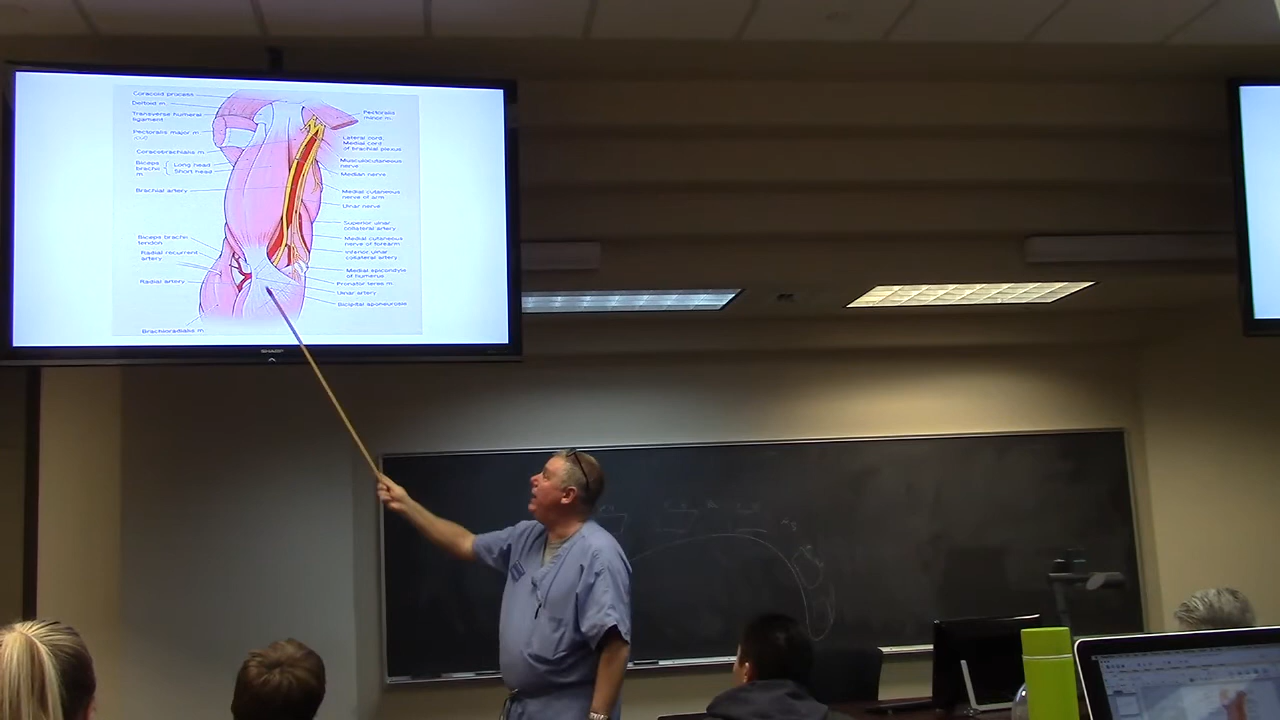 Coracoid process
Deltoid m.
Transverse humeral
ligament
Pectoralis major m.
Coracobrachialis m.
Biceps
brachii
m.
Long head
Short head
Brachial artery
Biceps brachii
tendon
Radial recurrent
artery
Radial artery
Brachioradialis m.
Pectoralis
minor m.
Lateral cord,
Medial cord
of brachial plexus
Musculocutaneous
nerve
Median nerve
Medial cutaneous
nerve of arm
Ulnar nerve
Superior ulnar
collateral artery
Medial cutaneous
nerve of forearm
Inferior ulnar
collateral artery
Medial epicondyle
of humerus
Pronator teres m.
Ulnar artery
Bicipital aponeurosis
SHARP